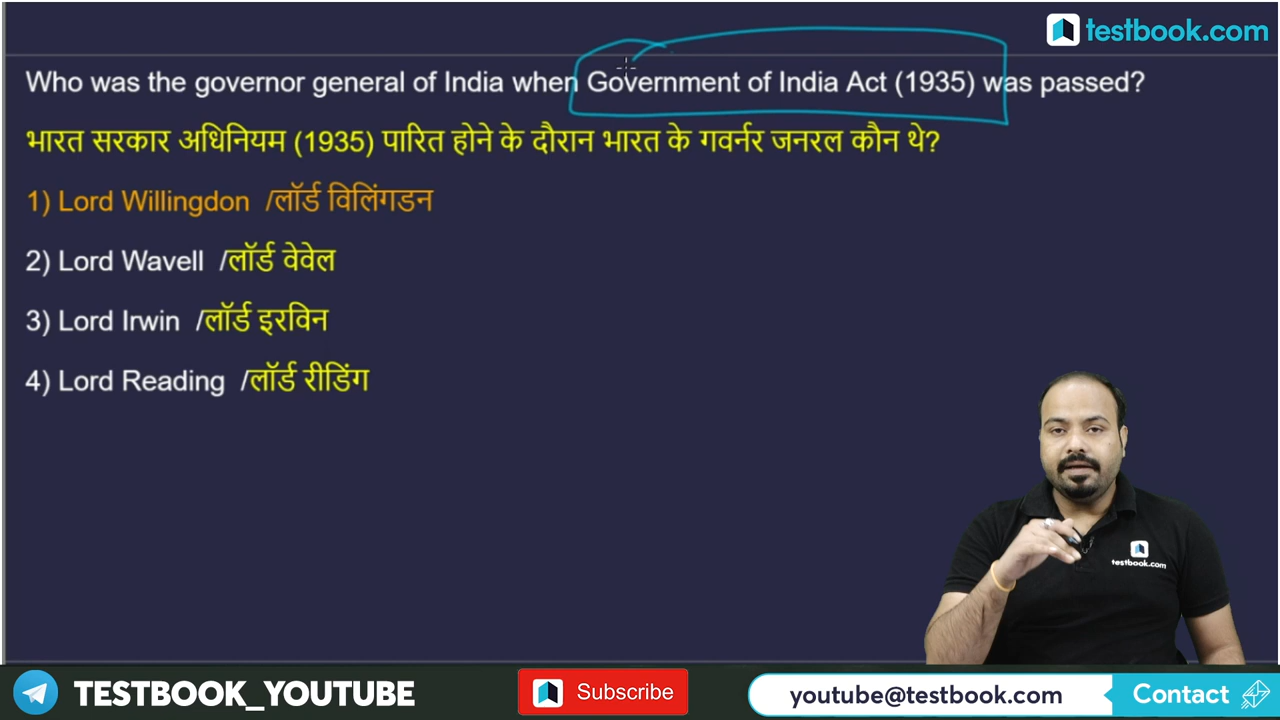 testbook.com
Who was the governor general of India when Government of India Act (1935) was passed?
भारत सरकार अधिनियम (1935) पारित होने के दौरान भारत के गवर्नर जनरल कौन थे?
1) Lord Willingdon /लॉर्ड विलिंगडन
2) Lord Wavell /लॉर्ड वेवेल
3) Lord Irwin /लॉर्ड इरविन
4) Lord Reading /लॉर्ड रीडिंग
testbook.com
TESTBOOK_YOUTUBE Subscribe youtube@testbook.com Contact